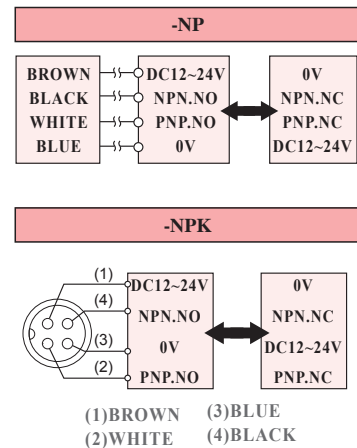 -NP
BROWN DC12~24V 0V
BLACK NPN.NO NPN.NC
WHITE PNP.NO PNP.NC
BLUE 0V DC12~24V
-NPK
(1) DC12~24V 0V
(4) NPN.NO NPN.NC
(3) 0V DC12~24V
(2) PNP.NO PNP.NC
(1)BROWN (3)BLUE
(2)WHITE (4)BLACK